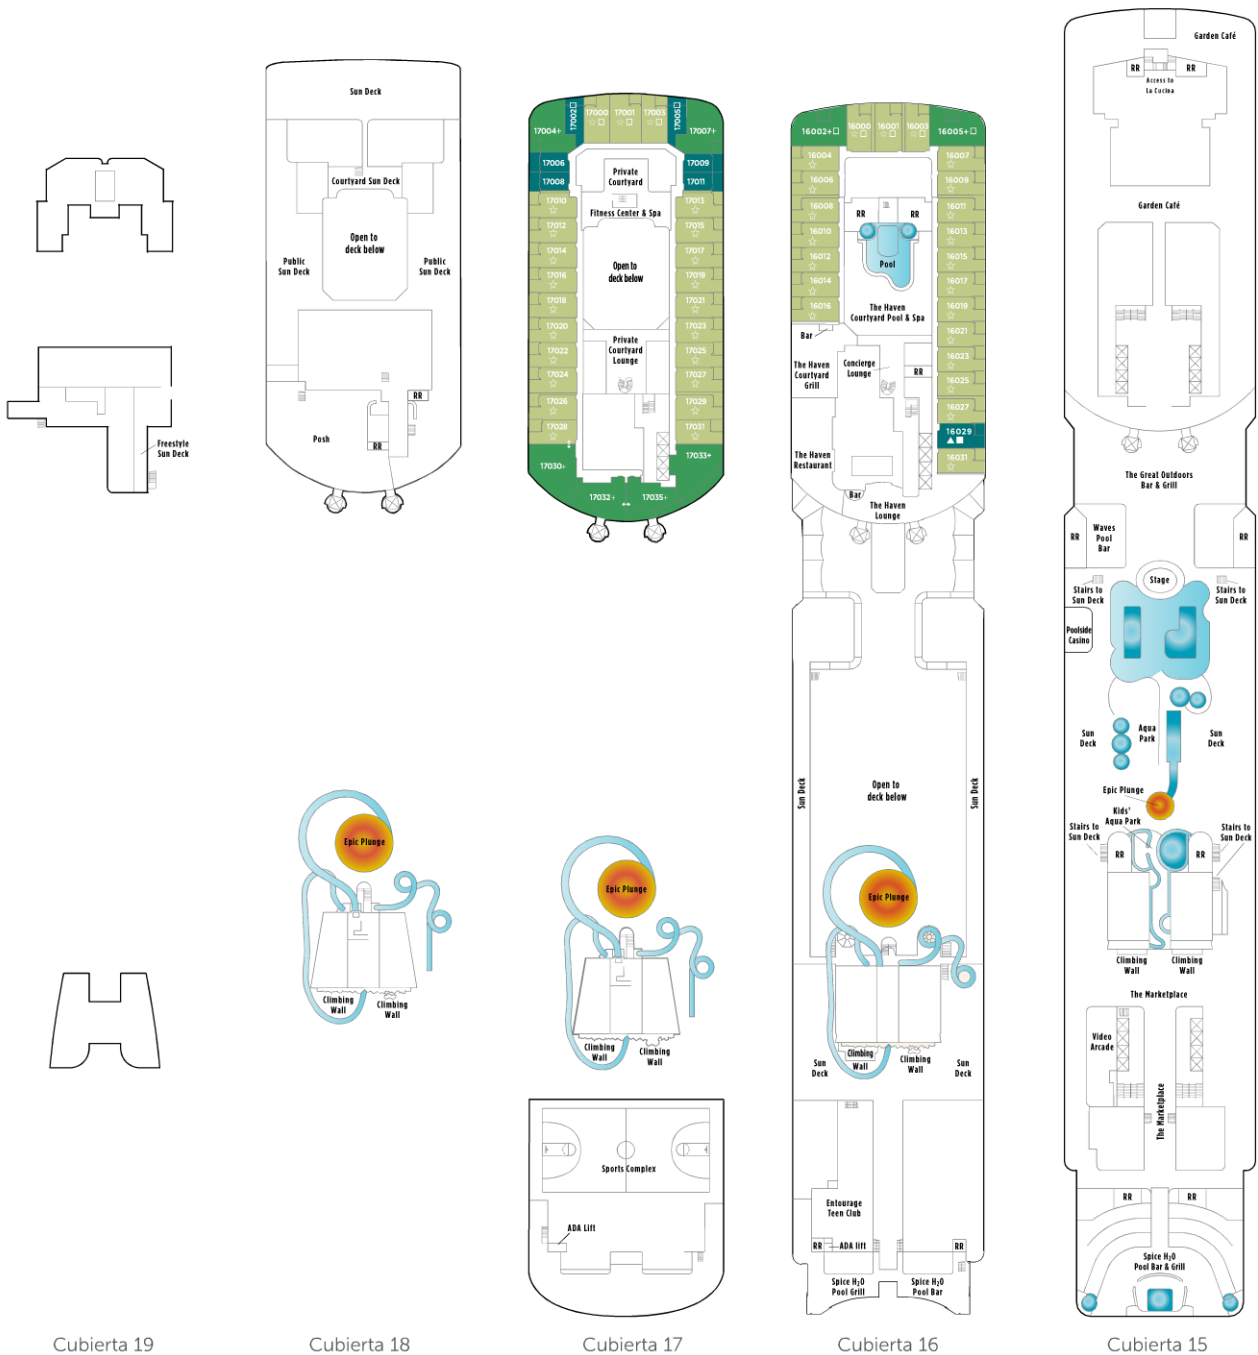 Freestyle
Sun Deck
Cubierta 19
Sun Deck
Courtyard Sun Deck
Open to
deck below
Public
Sun Deck
Public
Sun Deck
RR
Posh
RR
Epic Plunge
Climbing
Wall
Climbing
Wall
Cubierta 18
17004+
17002
17000
17001
17003
17005
17007+
17006
17008
Private
Courtyard
17009
17011
17010
17012
17014
17016
17018
17020
17022
17024
17026
17028
17030+
Fitness Center & Spa
Open to
deck below
Private
Courtyard
Lounge
17013
17015
17017
17019
17021
17023
17025
17027
17029
17031
17033+
17032+
17035+
Epic Plunge
Climbing
Wall
Climbing
Wall
Sports Complex
ADA Lift
Cubierta 17
16002+
16000
16001
16003
16005+
16004
16006
16008
16010
16012
16014
16016
RR
RR
Pool
The Haven
Courtyard Pool & Spa
16007
16009
16011
16013
16015
16017
16019
16021
16023
16025
16027
16029
16031
Bar
The Haven
Courtyard
Grill
Concierge
Lounge
RR
The Haven
Restaurant
Bar
The Haven
Lounge
Sun Deck
Open to
deck below
Sun Deck
Epic Plunge
Climbing
Wall
Climbing
Wall
Sun
Deck
Sun
Deck
Entourage
Teen Club
RR
ADA lift
RR
Spice H2O
Pool Grill
Spice H2O
Pool Bar
Cubierta 16
Garden Café
RR
RR
Access to
La Cucina
Garden Café
The Great Outdoors
Bar & Grill
RR
Waves
Pool
Bar
RR
Stage
Stairs to
Sun Deck
Stairs to
Sun Deck
Poolside
Casino
Sun
Deck
Aqua
Park
Sun
Deck
Epic Plunge
Kids'
Aqua Park
Stairs to
Sun Deck
Stairs to
Sun Deck
RR
RR
Climbing
Wall
Climbing
Wall
The Marketplace
Video
Arcade
The Marketplace
RR
RR
Spice H2O
Pool Bar & Grill
Cubierta 15